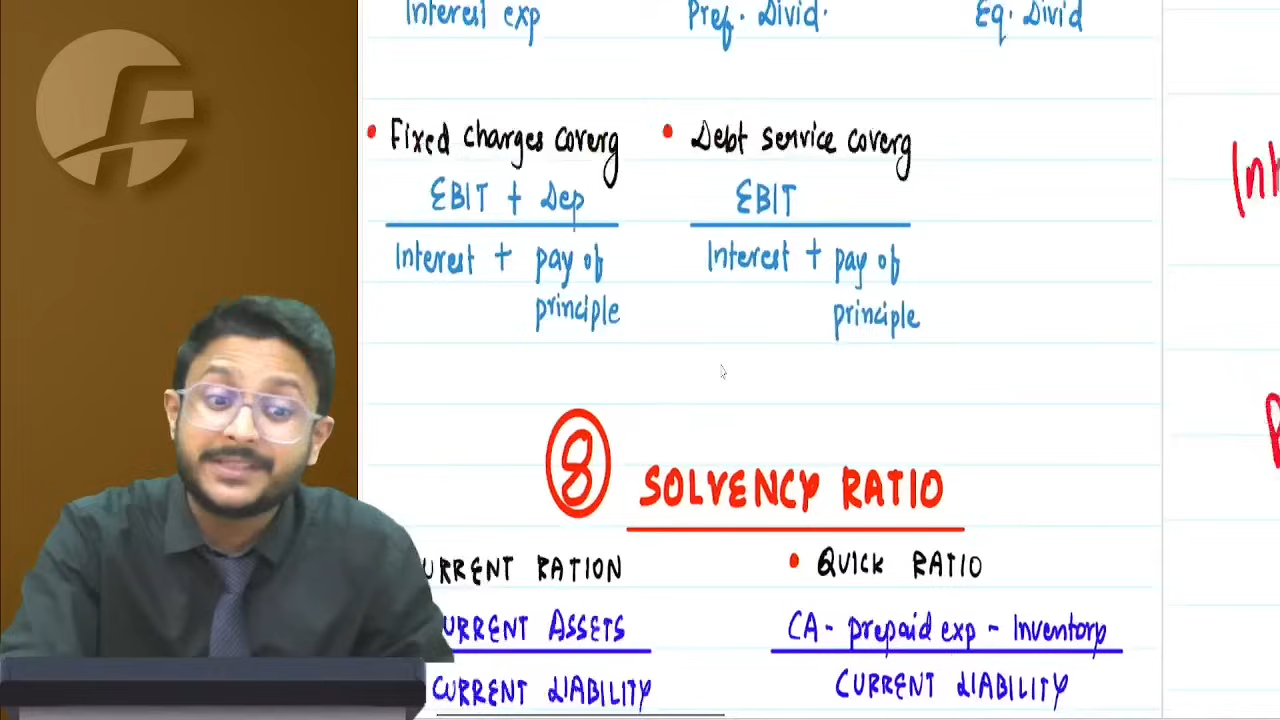 Interest exp Pref. Divid. Eq. Divid
• Fixed charges coverg • Debt service coverg
EBIT + Dep EBIT
Interest + pay of Interest + pay of
principle principle
8 SOLVENCY RATIO
URRENT RATION • QUICK RATIO
URRENT ASSETS CA - prepaid exp - Inventory
CURRENT LIABILITY CURRENT LIABILITY